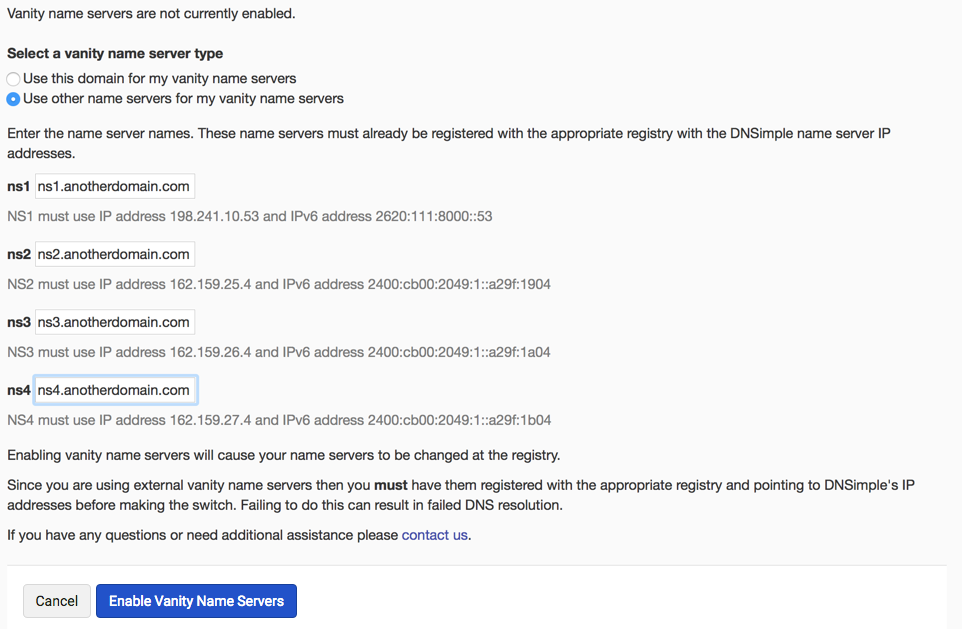 Vanity name servers are not currently enabled.
Select a vanity name server type
Use this domain for my vanity name servers
Use other name servers for my vanity name servers
Enter the name server names. These name servers must already be registered with the appropriate registry with the DNSimple name server IP
addresses.
ns1 ns1.anotherdomain.com
NS1 must use IP address 198.241.10.53 and IPv6 address 2620:111:8000::53
ns2 ns2.anotherdomain.com
NS2 must use IP address 162.159.25.4 and IPv6 address 2400:cb00:2049:1::a29f:1904
ns3 ns3.anotherdomain.com
NS3 must use IP address 162.159.26.4 and IPv6 address 2400:cb00:2049:1::a29f:1a04
ns4 ns4.anotherdomain.com
NS4 must use IP address 162.159.27.4 and IPv6 address 2400:cb00:2049:1::a29f:1b04
Enabling vanity name servers will cause your name servers to be changed at the registry.
Since you are using external vanity name servers then you must have them registered with the appropriate registry and pointing to DNSimple's IP
addresses before making the switch. Failing to do this can result in failed DNS resolution.
If you have any questions or need additional assistance please contact us.
Cancel Enable Vanity Name Servers